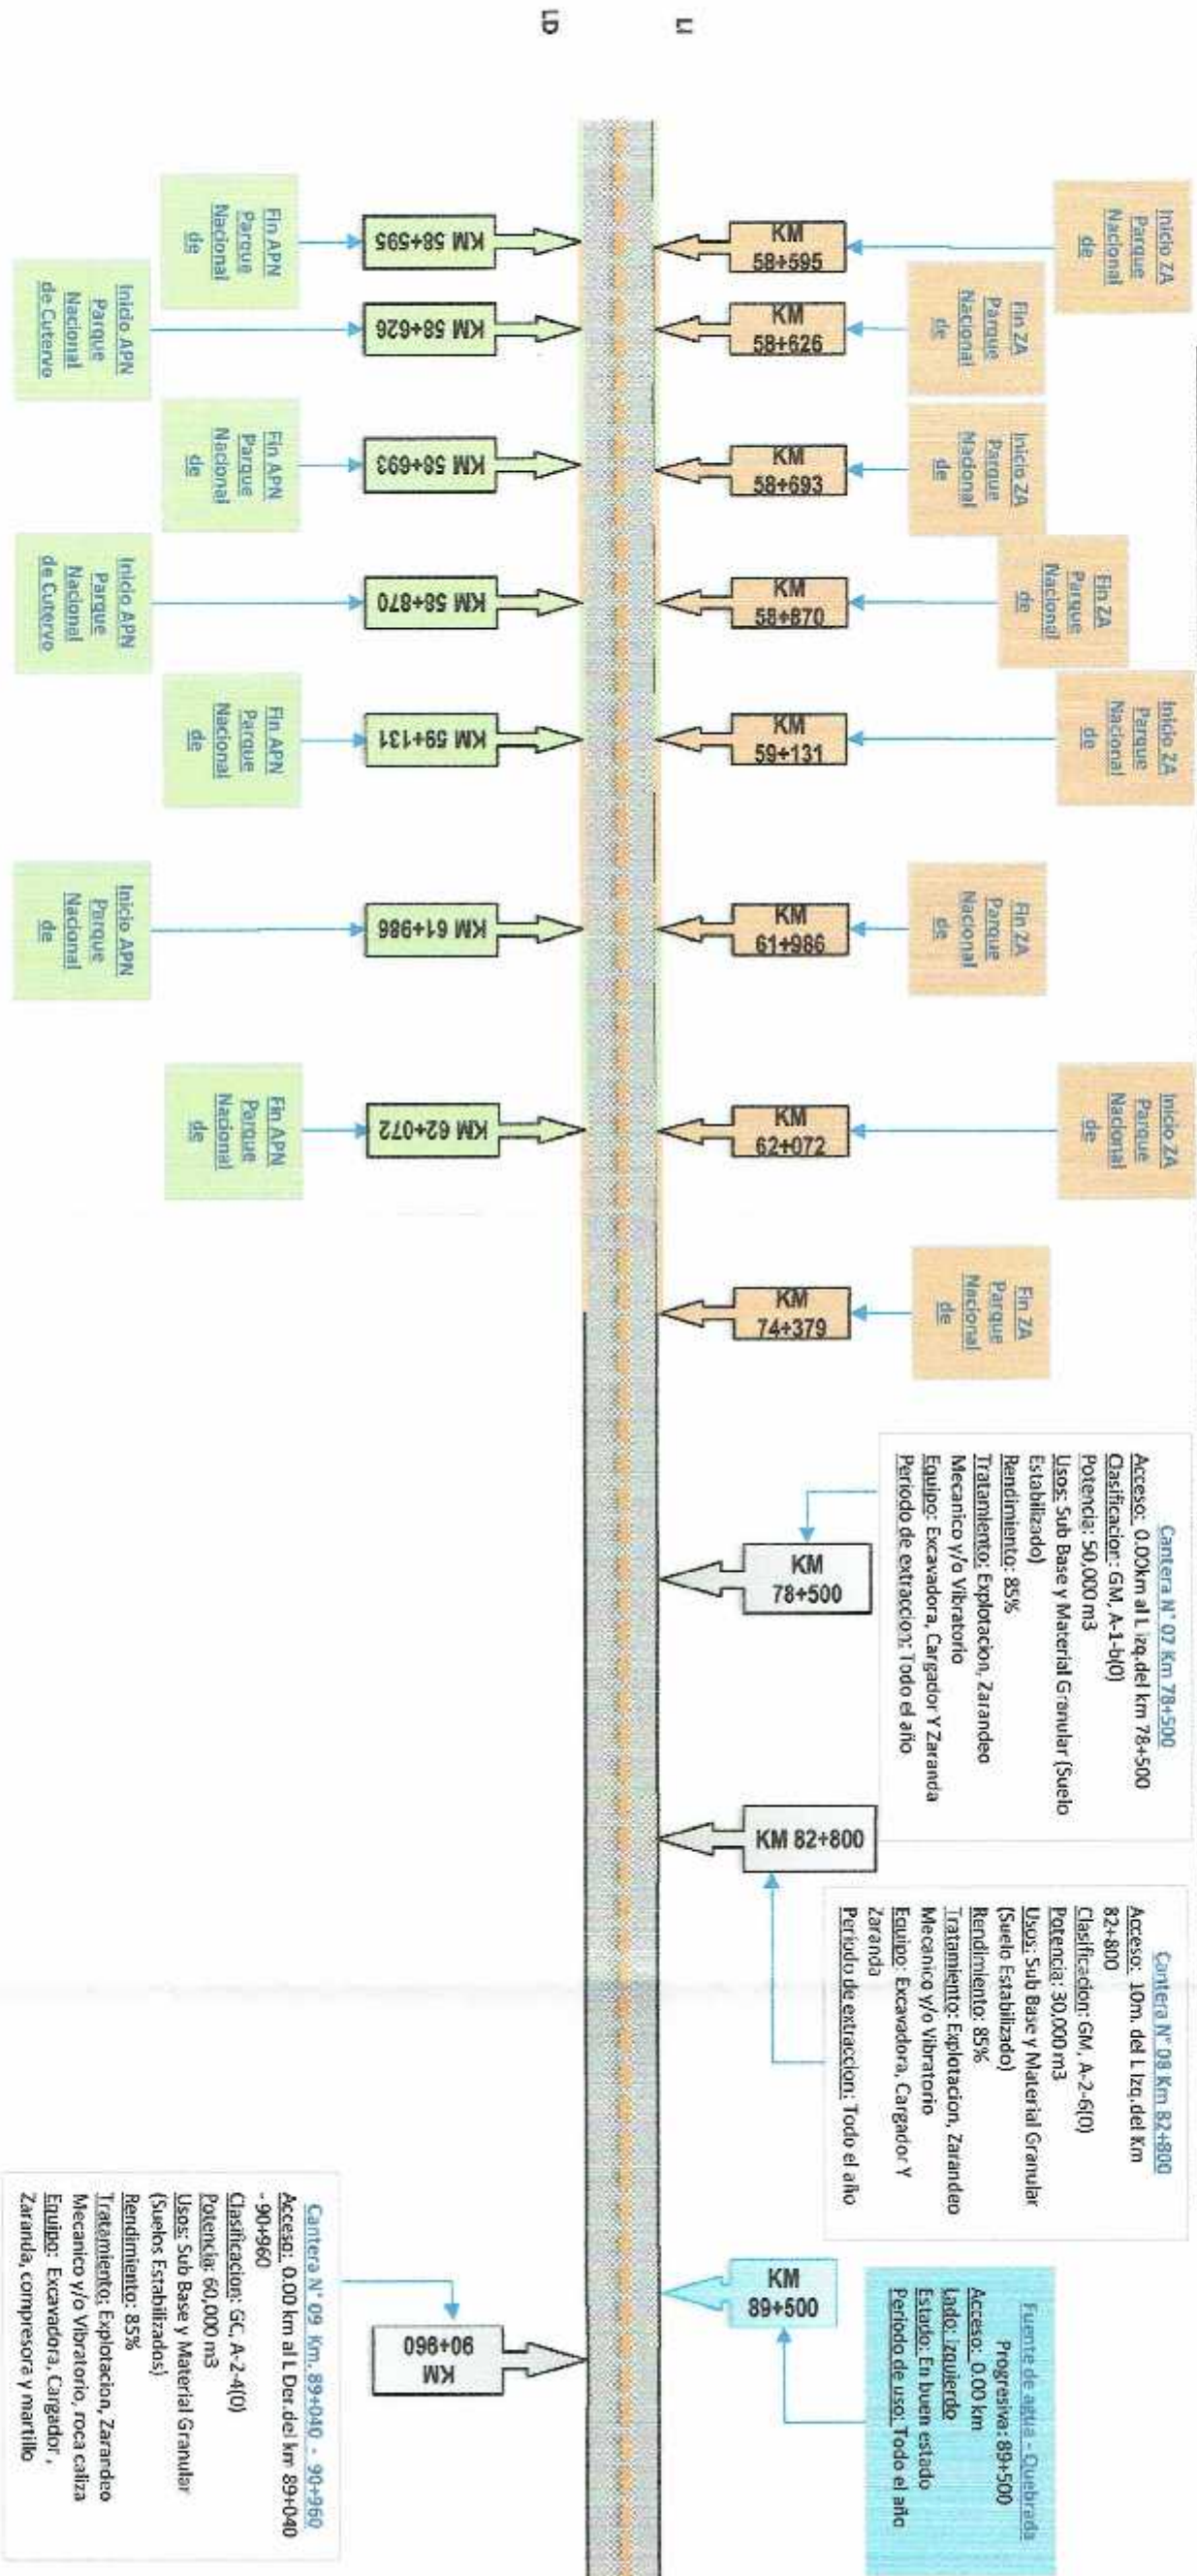 LI
LD
Inicio ZA
Parque
Nacional
de
Fin ZA
Parque
Nacional
de
Inicio ZA
Parque
Nacional
de
Fin ZA
Parque
Nacional
de
Inicio ZA
Parque
Nacional
de
Fin ZA
Parque
Nacional
de
Inicio ZA
Parque
Nacional
de
Fin ZA
Parque
Nacional
de
KM
58+595
KM
58+626
KM
58+693
KM
58+870
KM
59+131
KM
61+986
KM
62+072
KM
74+379
KM
78+500
KM 82+800
KM
89+500
Cantera N° 07 Km 78+500
Acceso: 0.00km al L izq.del km 78+500
Clasificacion: GM, A-1-b(0)
Potencia: 50,000 m3
Usos: Sub Base y Material Granular (Suelo
Estabilizado)
Rendimiento: 85%
Tratamiento: Explotacion, Zarandeo
Mecanico y/o Vibratorio
Equipo: Excavadora, Cargador Y Zaranda
Periodo de extraccion: Todo el año
Cantera N° 08 Km 82+800
Acceso: 10m. del L Izq.del Km
82+800
Clasificacion: GM, A-2-6(0)
Potencia: 30,000 m3
Usos: Sub Base y Material Granular
(Suelo Estabilizado)
Rendimiento: 85%
Tratamiento: Explotacion, Zarandeo
Mecanico y/o Vibratorio
Equipo: Excavadora, Cargador Y
Zaranda
Periodo de extraccion: Todo el año
Fuente de agua - Quebrada
Progresiva: 89+500
Acceso: 0.00 km
Lado: Izquierdo
Estado: En buen estado
Periodo de uso: Todo el año
KM 58+595
KM 58+626
KM 58+693
KM 58+870
KM 59+131
KM 61+986
KM 62+072
KM
90+960
Fin APN
Parque
Nacional
de
Inicio APN
Parque
Nacional
de Cutervo
Fin APN
Parque
Nacional
de
Inicio APN
Parque
Nacional
de Cutervo
Fin APN
Parque
Nacional
de
Inicio APN
Parque
Nacional
de
Fin APN
Parque
Nacional
de
Cantera N° 09 Km. 89+040 - 90+960
Acceso: 0.00 km al L Der.del km 89+040
- 90+960
Clasificacion: GC, A-2-4(0)
Potencia: 60,000 m3
Usos: Sub Base y Material Granular
(Suelos Estabilizados)
Rendimiento: 85%
Tratamiento: Explotacion, Zarandeo
Mecanico y/o Vibratorio, roca caliza
Equipo: Excavadora, Cargador ,
Zaranda, compresora y martillo